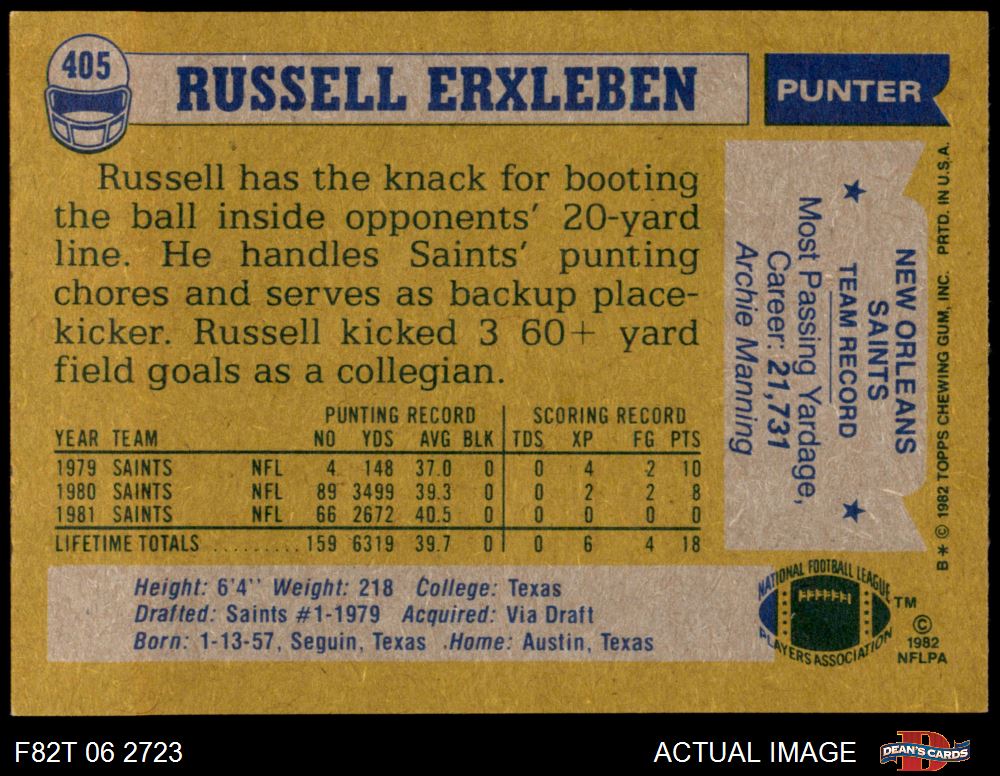 405
RUSSELL ERXLEBEN
PUNTER
Russell has the knack for booting
the ball inside opponents' 20-yard
line. He handles Saints' punting
chores and serves as backup place-
kicker. Russell kicked 3 60+ yard
field goals as a collegian.
PUNTING RECORD SCORING RECORD
YEAR TEAM NO YDS AVG BLK TDS XP FG PTS
1979 SAINTS NFL 4 148 37.0 0 0 4 2 10
1980 SAINTS NFL 89 3499 39.3 0 0 2 2 8
1981 SAINTS NFL 66 2672 40.5 0 0 0 0 0
LIFETIME TOTALS ......... 159 6319 39.7 0 0 6 4 18
Height: 6'4'' Weight: 218 College: Texas
Drafted: Saints #1-1979 Acquired: Via Draft
Born: 1-13-57, Seguin, Texas Home: Austin, Texas
NEW ORLEANS
SAINTS
★ TEAM RECORD ★
Most Passing Yardage,
Career: 21,731
Archie Manning
B* © 1982 TOPPS CHEWING GUM, INC. PRTD. IN U.S.A.
NATIONAL FOOTBALL LEAGUE
PLAYERS ASSOCIATION
TM
©
1982
NFLPA
F82T 06 2723
ACTUAL IMAGE
D
DEAN'S CARDS